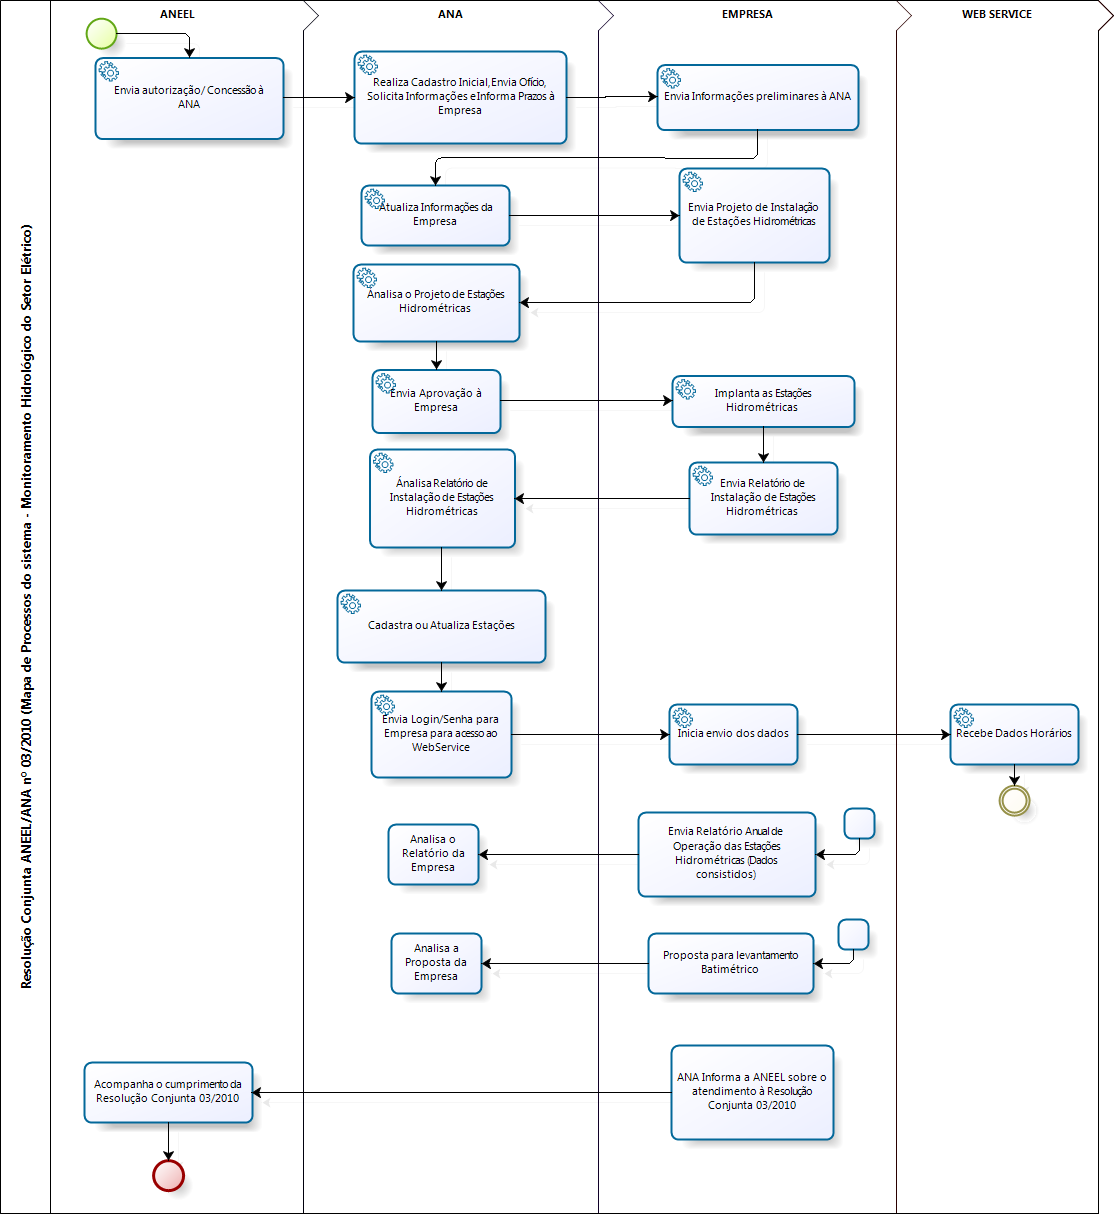 ANEEL
ANA
EMPRESA
WEB SERVICE
Resolução Conjunta ANEEL/ANA nº 03/2010 (Mapa de Processos do sistema - Monitoramento Hidrológico do Setor Elétrico)
Envia autorização/ Concessão à
ANA
Realiza Cadastro Inicial, Envia Ofício,
Solicita Informações e Informa Prazos à
Empresa
Envia Informações preliminares à ANA
Atualiza Informações da
Empresa
Envia Projeto de Instalação
de Estações Hidrométricas
Analisa o Projeto de Estações
Hidrométricas
Envia Aprovação à
Empresa
Implanta as Estações
Hidrométricas
Ánalisa Relatório de
Instalação de Estações
Hidrométricas
Envia Relatório de
Instalação de Estações
Hidrométricas
Cadastra ou Atualiza Estações
Envia Login/Senha para
Empresa para acesso ao
WebService
Inicia envio dos dados
Recebe Dados Horários
Analisa o
Relatório da
Empresa
Envia Relatório Anual de
Operação das Estações
Hidrométricas (Dados
consistidos)
Analisa a
Proposta da
Empresa
Proposta para levantamento
Batimétrico
Acompanha o cumprimento da
Resolução Conjunta 03/2010
ANA Informa a ANEEL sobre o
atendimento à Resolução
Conjunta 03/2010